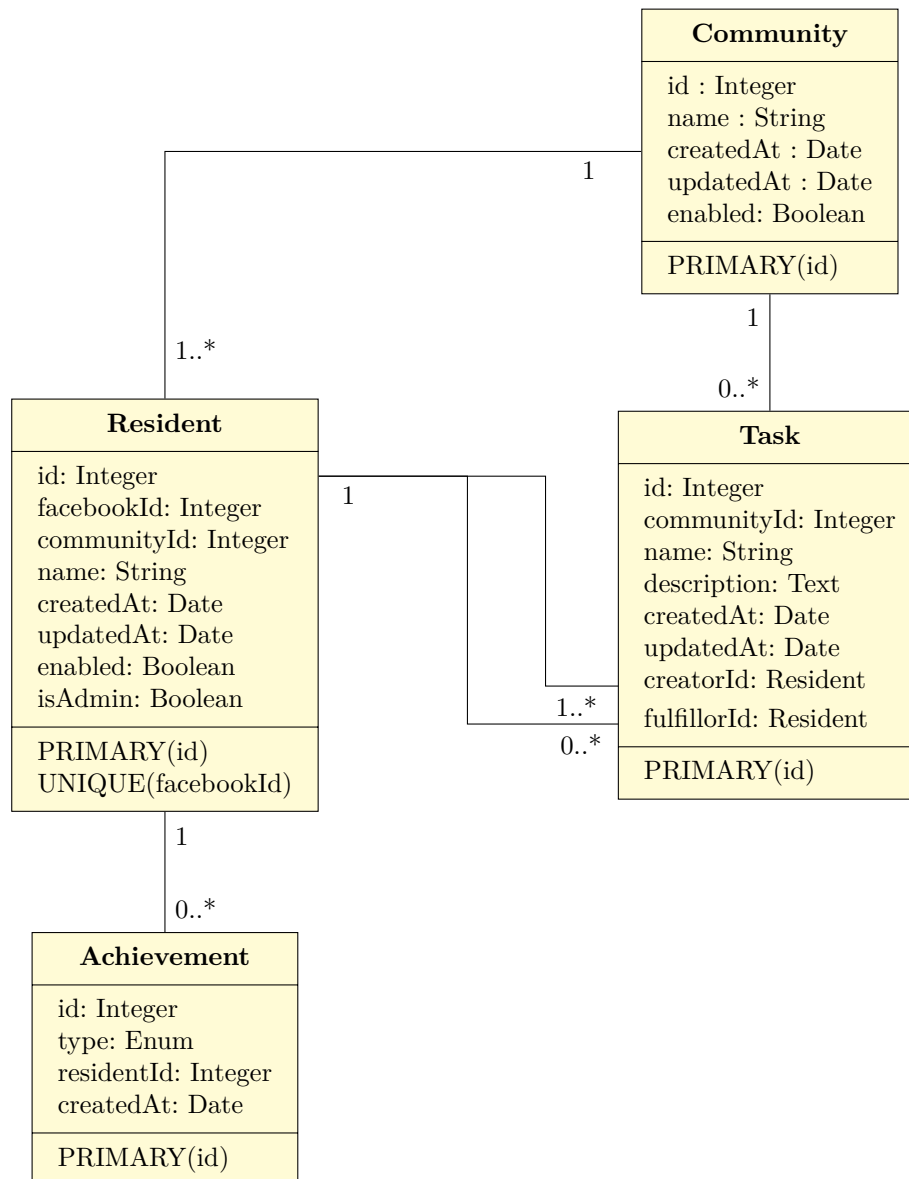 Community
id : Integer
name : String
createdAt : Date
updatedAt : Date
enabled: Boolean
PRIMARY(id)
1
1
1..*
0..*
Resident
id: Integer
facebookId: Integer
communityId: Integer
name: String
createdAt: Date
updatedAt: Date
enabled: Boolean
isAdmin: Boolean
PRIMARY(id)
UNIQUE(facebookId)
1
Task
id: Integer
communityId: Integer
name: String
description: Text
createdAt: Date
updatedAt: Date
creatorId: Resident
fulfillorId: Resident
PRIMARY(id)
1..*
0..*
1
0..*
Achievement
id: Integer
type: Enum
residentId: Integer
createdAt: Date
PRIMARY(id)